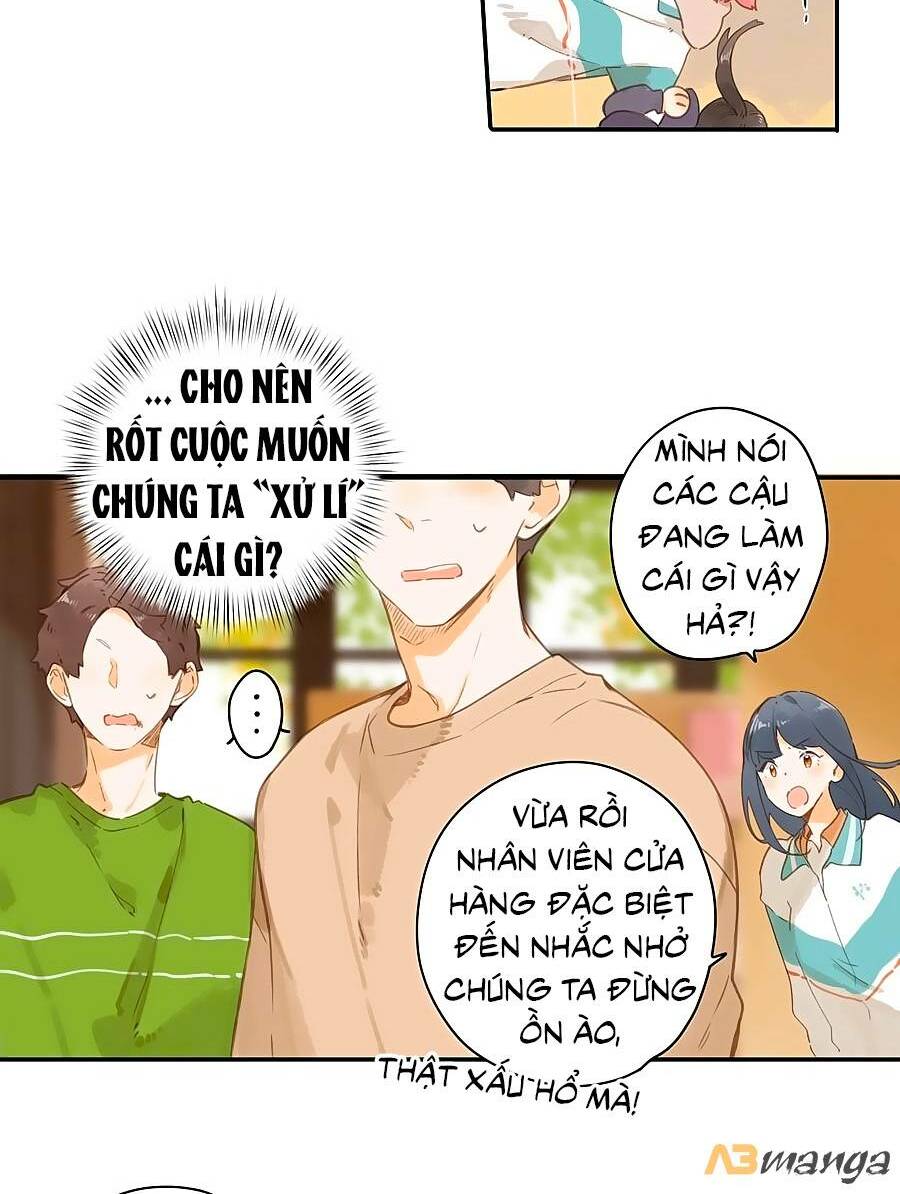 ... CHO NÊN
RỐT CUỘC MUỐN
CHÚNG TA “XỬ LÍ”
CÁI GÌ?
MÌNH NÓI
CÁC CẬU
ĐANG LÀM
CÁI GÌ VẬY
HẢ?!
...
VỪA RỒI
NHÂN VIÊN CỬA
HÀNG ĐẶC BIỆT
ĐẾN NHẮC NHỞ
CHÚNG TA ĐỪNG
ỒN ÀO,
THẬT XẤU HỔ MÀ!
A3manga